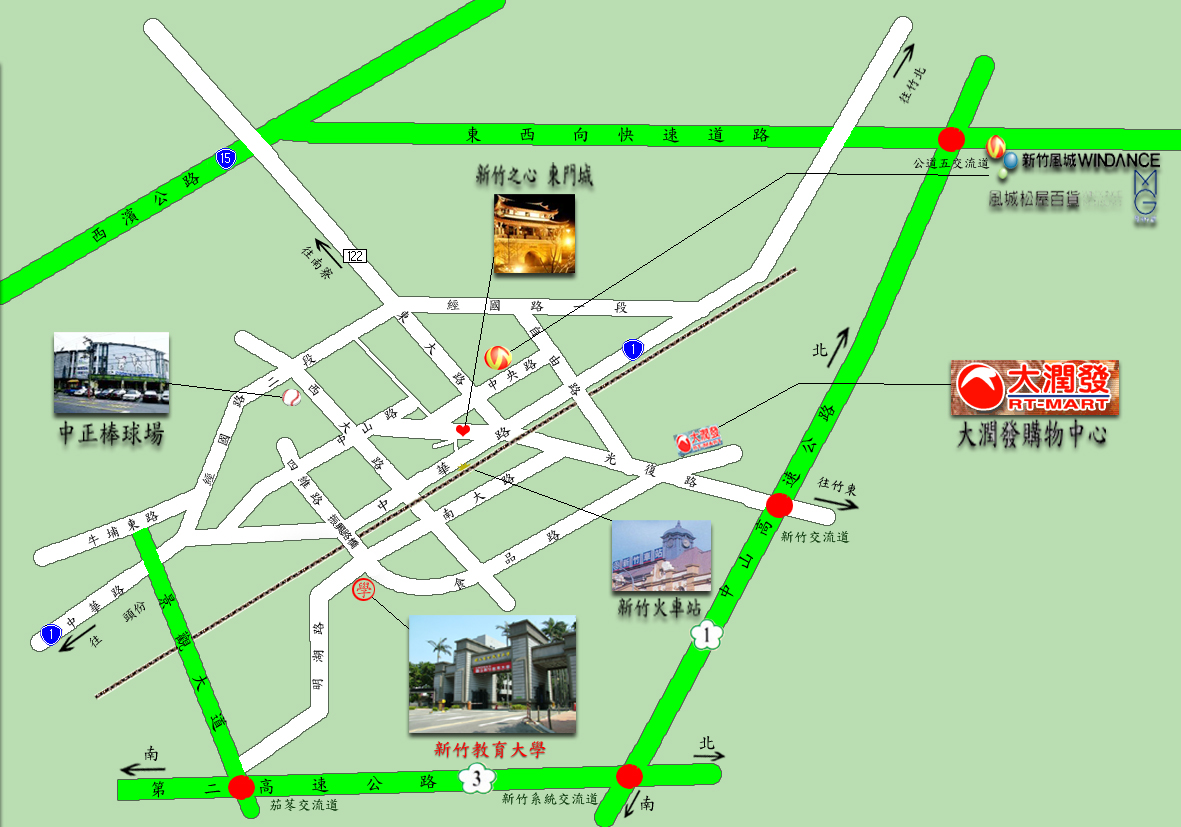 往竹北
東西向快速道路
公道五交流道
新竹風城WINDANCE
風城松屋百貨
15
西濱公路
新竹之心 東門城
122
往南寮
經國路一段
東大路
自由路
1
中央路
北
大潤發
RT-MART
大潤發購物中心
中正棒球場
經國路二段
西大路
中山路
四維路
中華路
大潤發
光復路
往竹東
新竹交流道
南大路
食品路
牛埔東路
中華路
1
往 頭份
景觀大道
學
明湖路
新竹火車站
新竹教育大學
中山高速公路
1
南
第二高速公路
3
北
茄苳交流道
新竹系統交流道
南